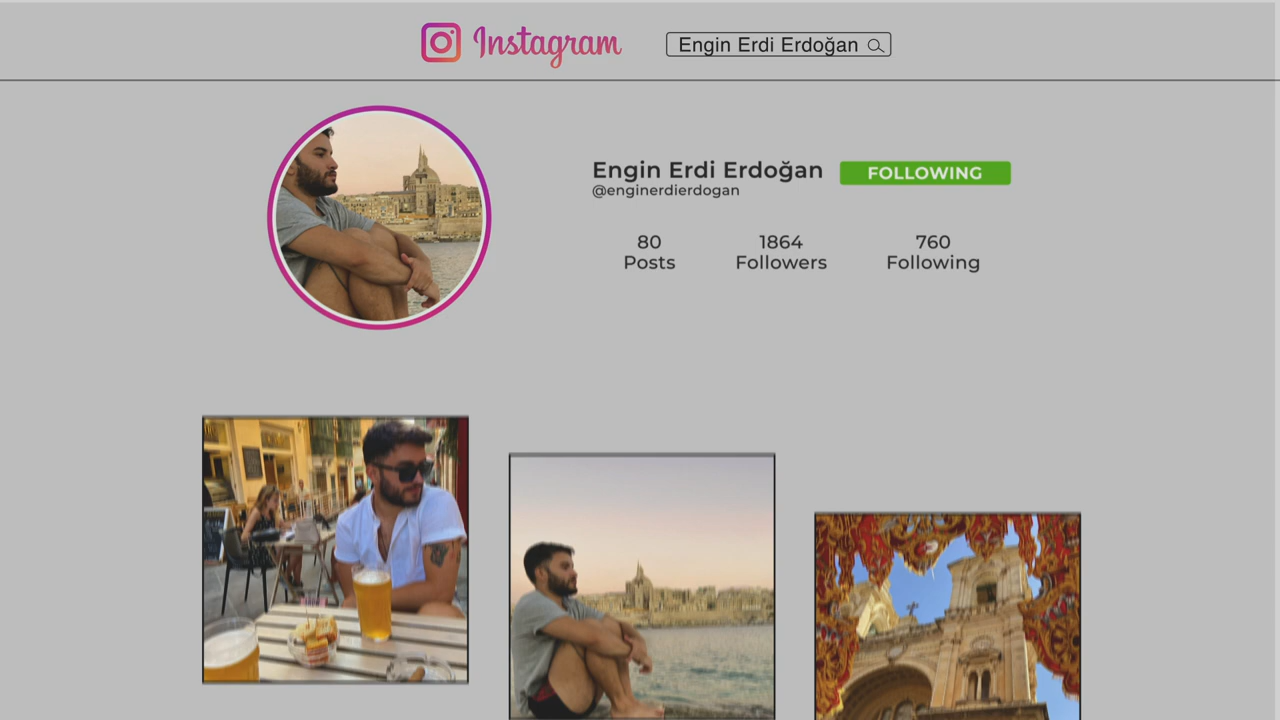 Instagram
Engin Erdi Erdoğan
Engin Erdi Erdoğan
FOLLOWING
@enginerdierdogan
80 1864 760
Posts Followers Following